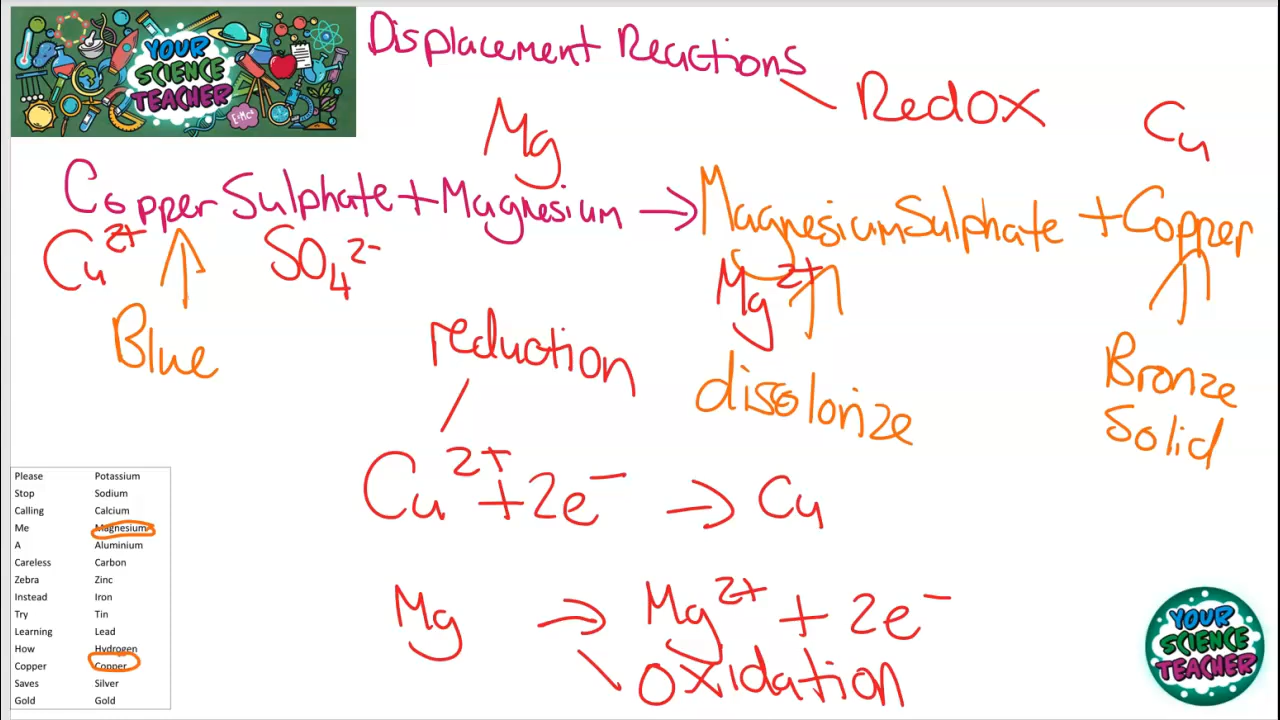 YOUR SCIENCE TEACHER
E=MC²
Displacement Reactions
Redox
Mg
Cu
Copper Sulphate + Magnesium → Magnesium Sulphate + Copper
Cu²⁺ SO₄²⁻
Mg²⁺
Blue
disolorize
Bronze
Solid
reduction
Cu²⁺ + 2e⁻ → Cu
Mg → Mg²⁺ + 2e⁻
oxidation
Please Potassium
Stop Sodium
Calling Calcium
Me Magnesium
A Aluminium
Careless Carbon
Zebra Zinc
Instead Iron
Try Tin
Learning Lead
How Hydrogen
Copper Copper
Saves Silver
Gold Gold
YOUR
SCIENCE
TEACHER